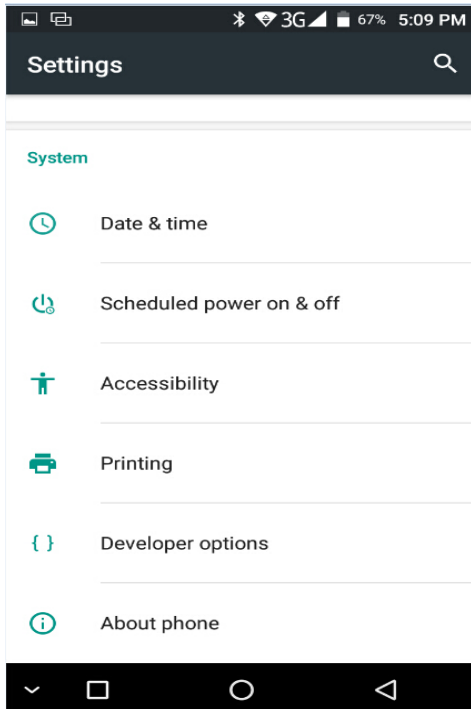 3G 67% 5:09 PM
Settings
System
Date & time
Scheduled power on & off
Accessibility
Printing
{ } Developer options
About phone